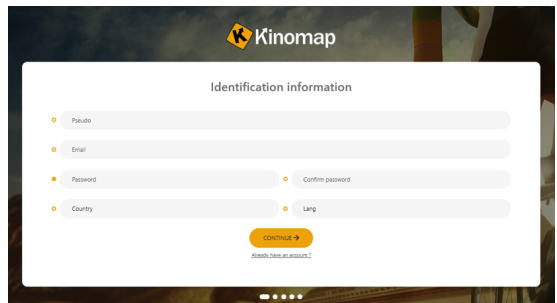 K Kinomap
Identification information
Pseudo
Email
Password
Confirm password
Country
Lang
CONTINUE →
Already have an account ?